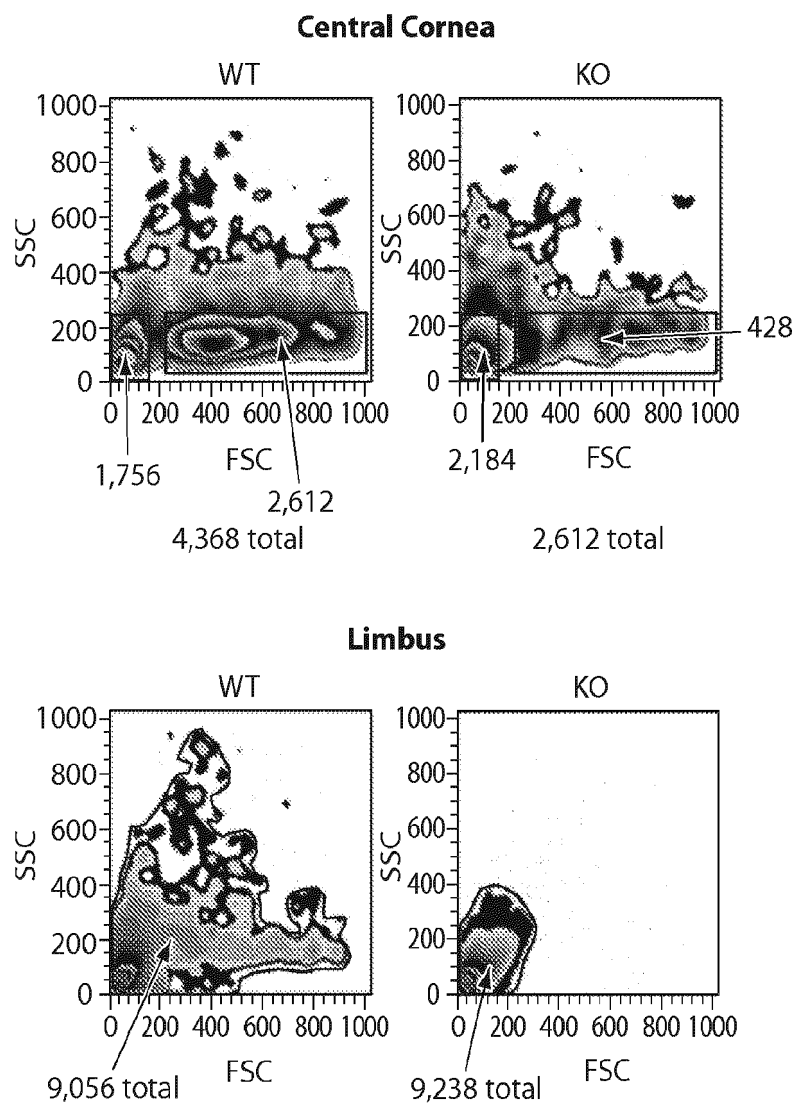 Central Cornea
WT
KO
1000
800
600
400
200
0
SSC
0 200 400 600 800 1000
FSC
1,756
2,612
4,368 total
1000
800
600
400
200
0
SSC
0 200 400 600 800 1000
FSC
428
2,184
2,612 total
Limbus
WT
KO
1000
800
600
400
200
0
SSC
0 200 400 600 800 1000
FSC
9,056 total
1000
800
600
400
200
0
SSC
0 200 400 600 800 1000
FSC
9,238 total